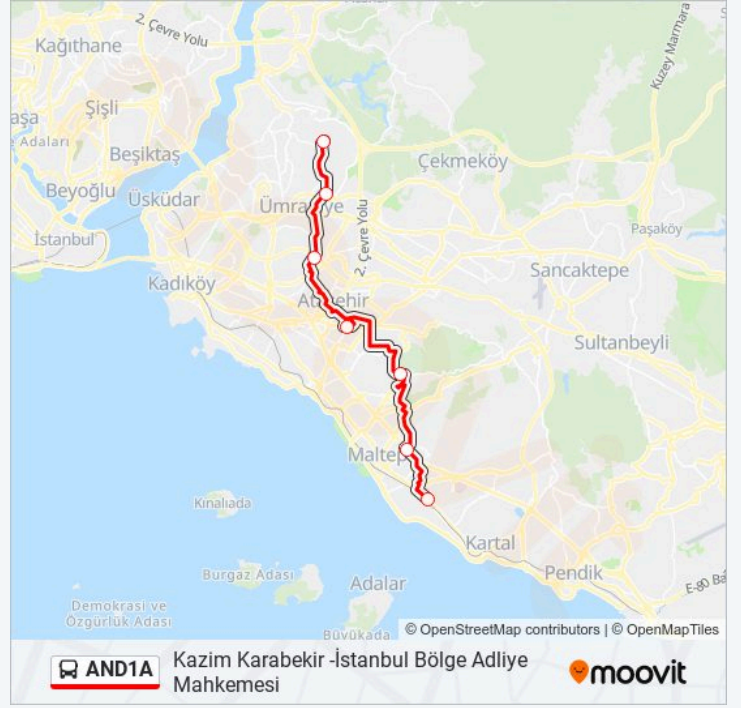 Kağıthane
2. Çevre Yolu
Kuzey Marmara
Şişli
aşa
Adaları
Beşiktaş
Çekmeköy
Beyoğlu
Üsküdar
Ümraniye
2. Çevre Yolu
Paşaköy
İstanbul
Sancaktepe
Kadıköy
Ataşehir
Sultanbeyli
Maltepe
Kınalıada
Kartal
Pendik
Burgaz Adası
Adalar
E-80 Ba
Demokrasi ve
Özgürlük Adası
Büyükada
© OpenStreetMap contributors | © OpenMapTiles
AND1A
Kazim Karabekir -İstanbul Bölge Adliye
Mahkemesi
moovit